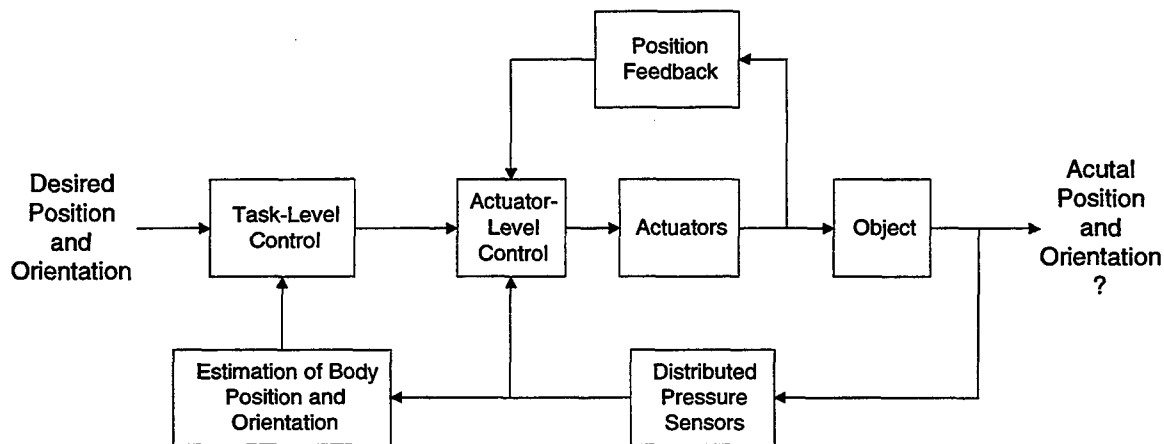 Position
Feedback
Desired
Position
and
Orientation
Task-Level
Control
Actuator-
Level
Control
Actuators
Object
Acutal
Position
and
Orientation
?
Estimation of Body
Position and
Orientation
Distributed
Pressure
Sensors